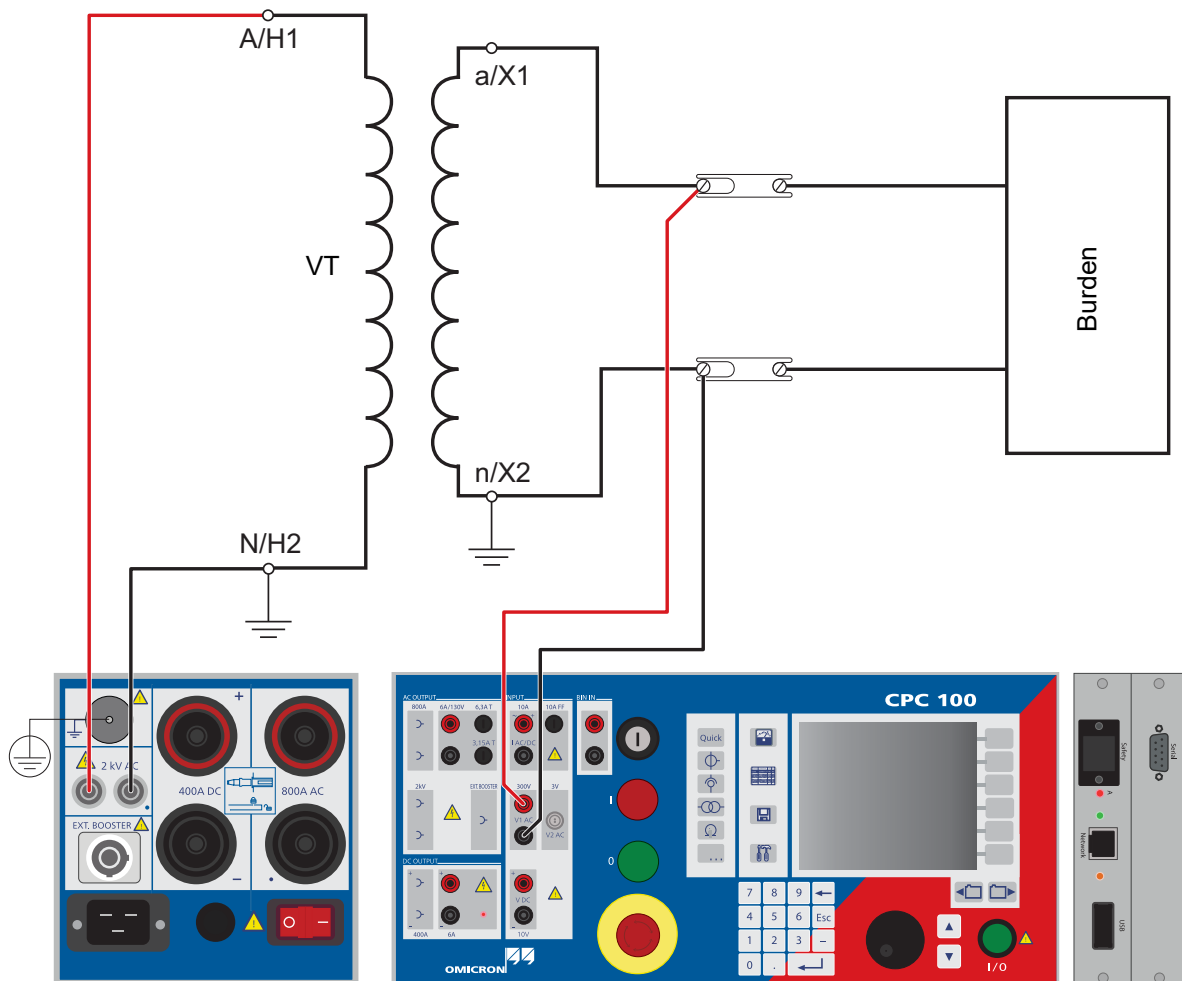 A/H1
a/X1
VT
Burden
n/X2
N/H2
2 kV AC
400A DC
800A AC
+
–
EXT. BOOSTER
O
–
AC OUTPUT
INPUT
BIN IN
800A
6A/130V
6,3A T
10A
10A FF
3,15A T
I AC/DC
2kV
EXT.BOOSTER
300V
3V
V1 AC
V2 AC
DC OUTPUT
+
+
+
-
-
-
V DC
400A
6A
10V
OMICRON
I
0
CPC 100
Quick
Ω
...
7 8 9
4 5 6 Esc
1 2 3 –
0 .
I/O
Safety
Serial
A
Network
USB